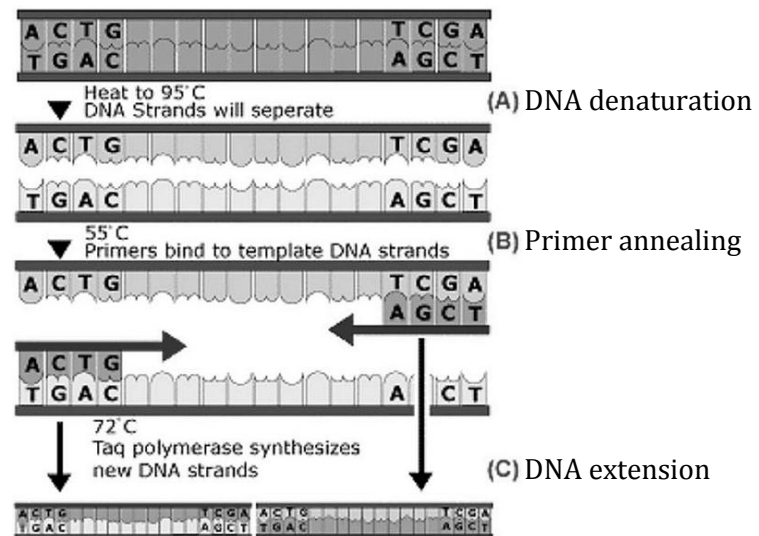 A C T G T C G A
T G A C A G C T
Heat to 95°C
DNA Strands will seperate
(A) DNA denaturation
A C T G T C G A
T G A C A G C T
55°C
Primers bind to template DNA strands
(B) Primer annealing
A C T G T C G A
A G C T
A C T G
T G A C A C T
72°C
Taq polymerase synthesizes
new DNA strands
(C) DNA extension
A C T G T C G A A C T G T C G A
T G A C A G C T T G A C A G C T